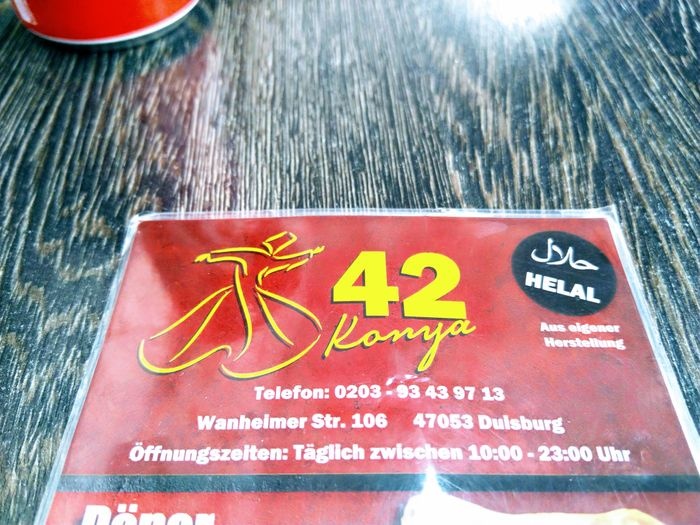 42
Konya
حلال
HELAL
Aus eigener
Herstellung
Telefon: 0203 - 93 43 97 13
Wanheimer Str. 106 47053 Duisburg
Öffnungszeiten: Täglich zwischen 10:00 - 23:00 Uhr
Döner